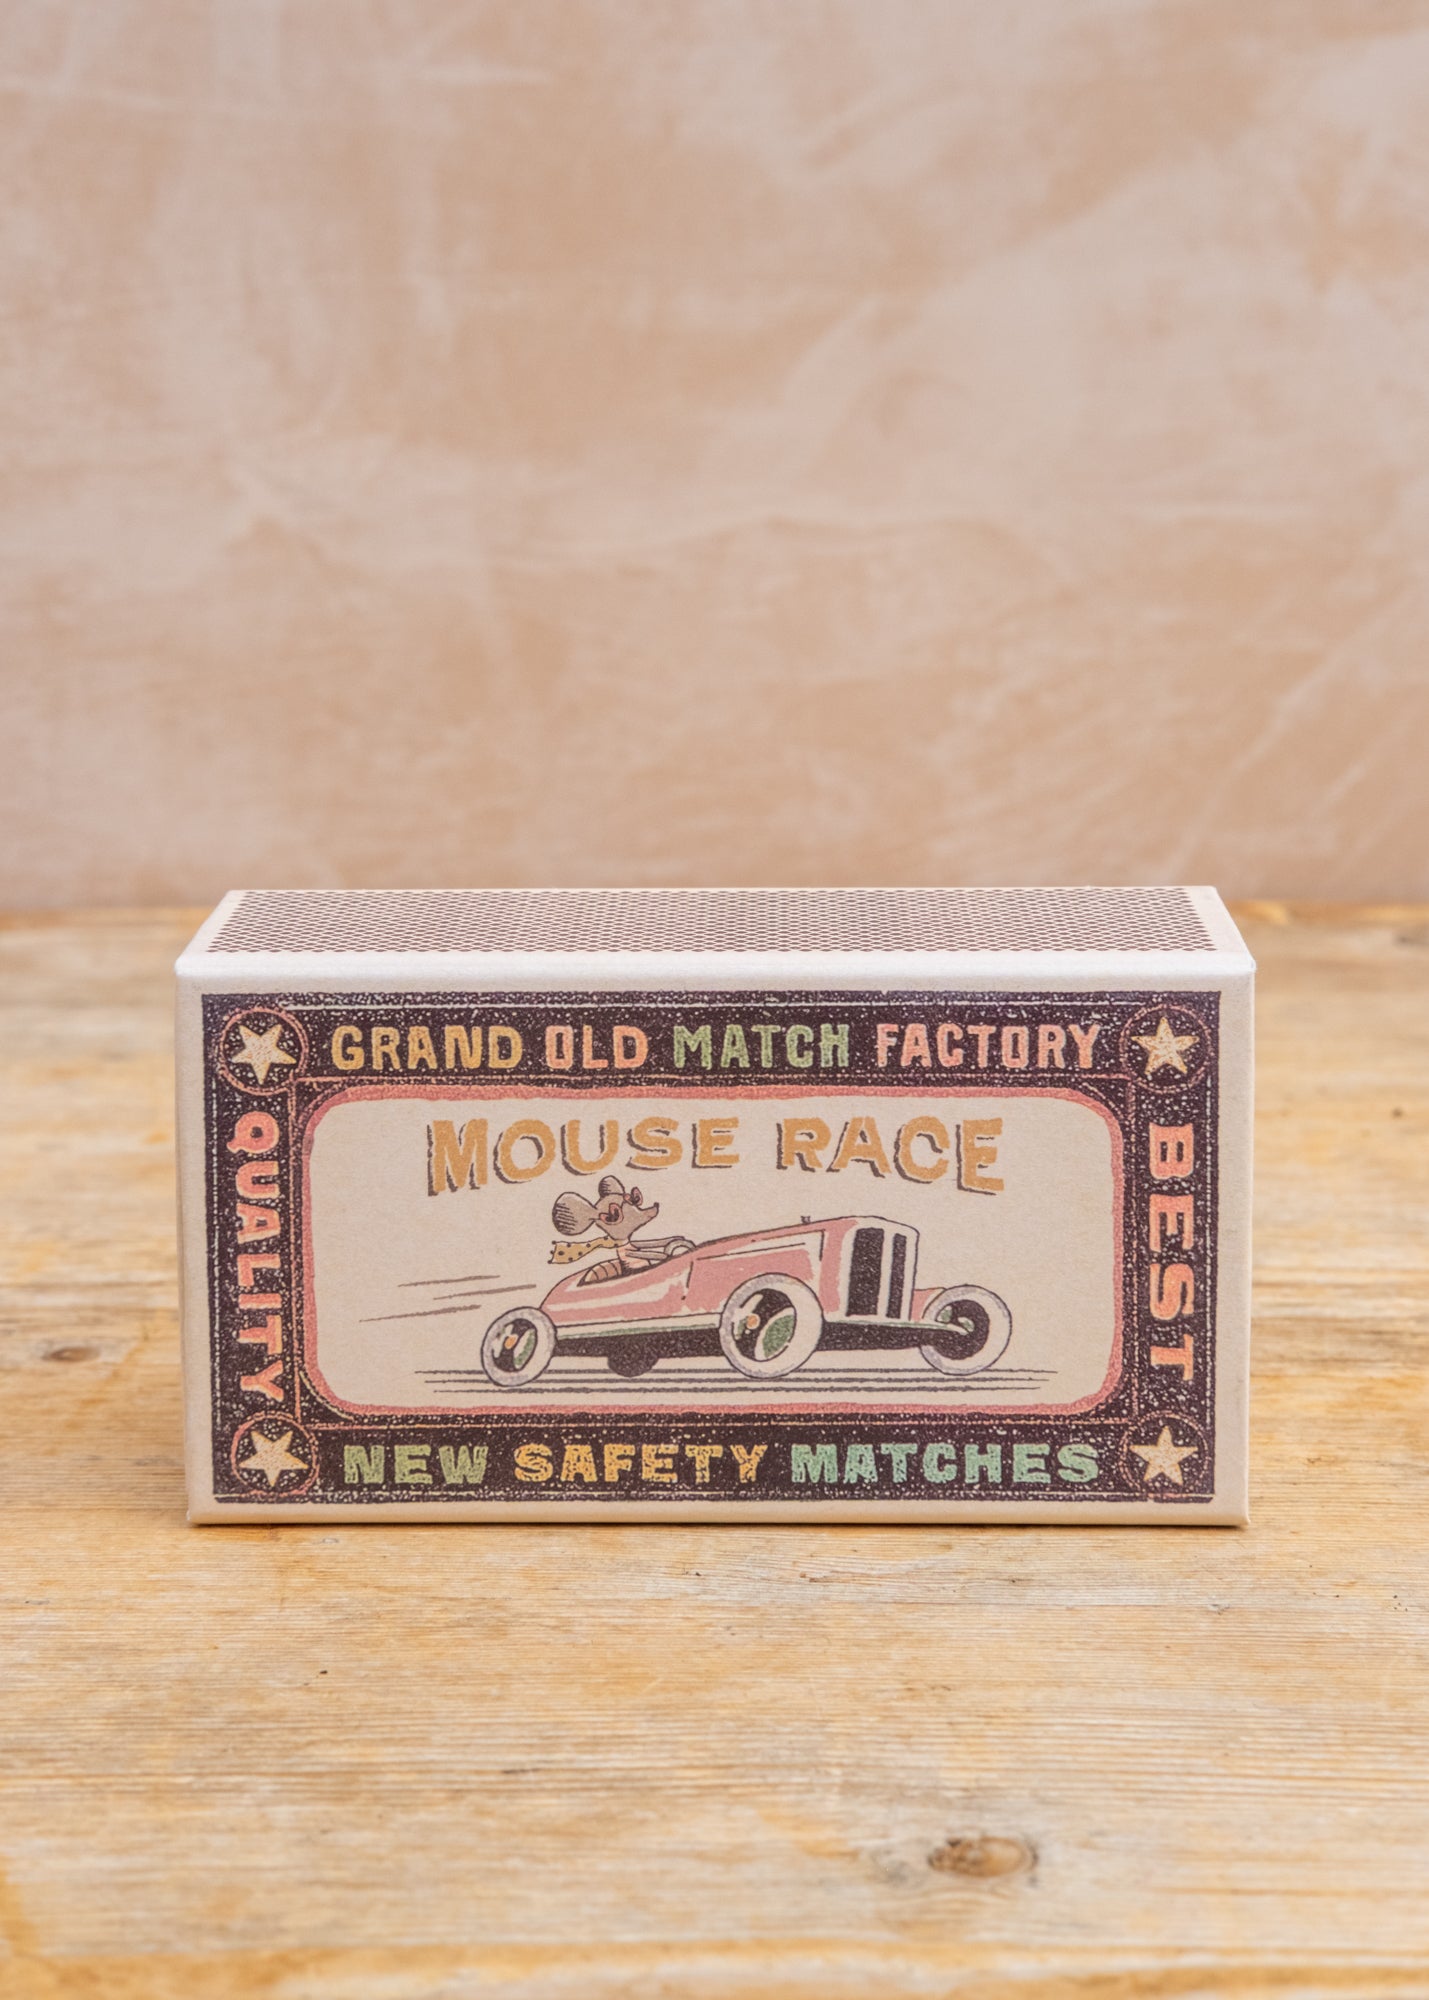 GRAND OLD MATCH FACTORY
QUALITY
MOUSE RACE
BEST
NEW SAFETY MATCHES